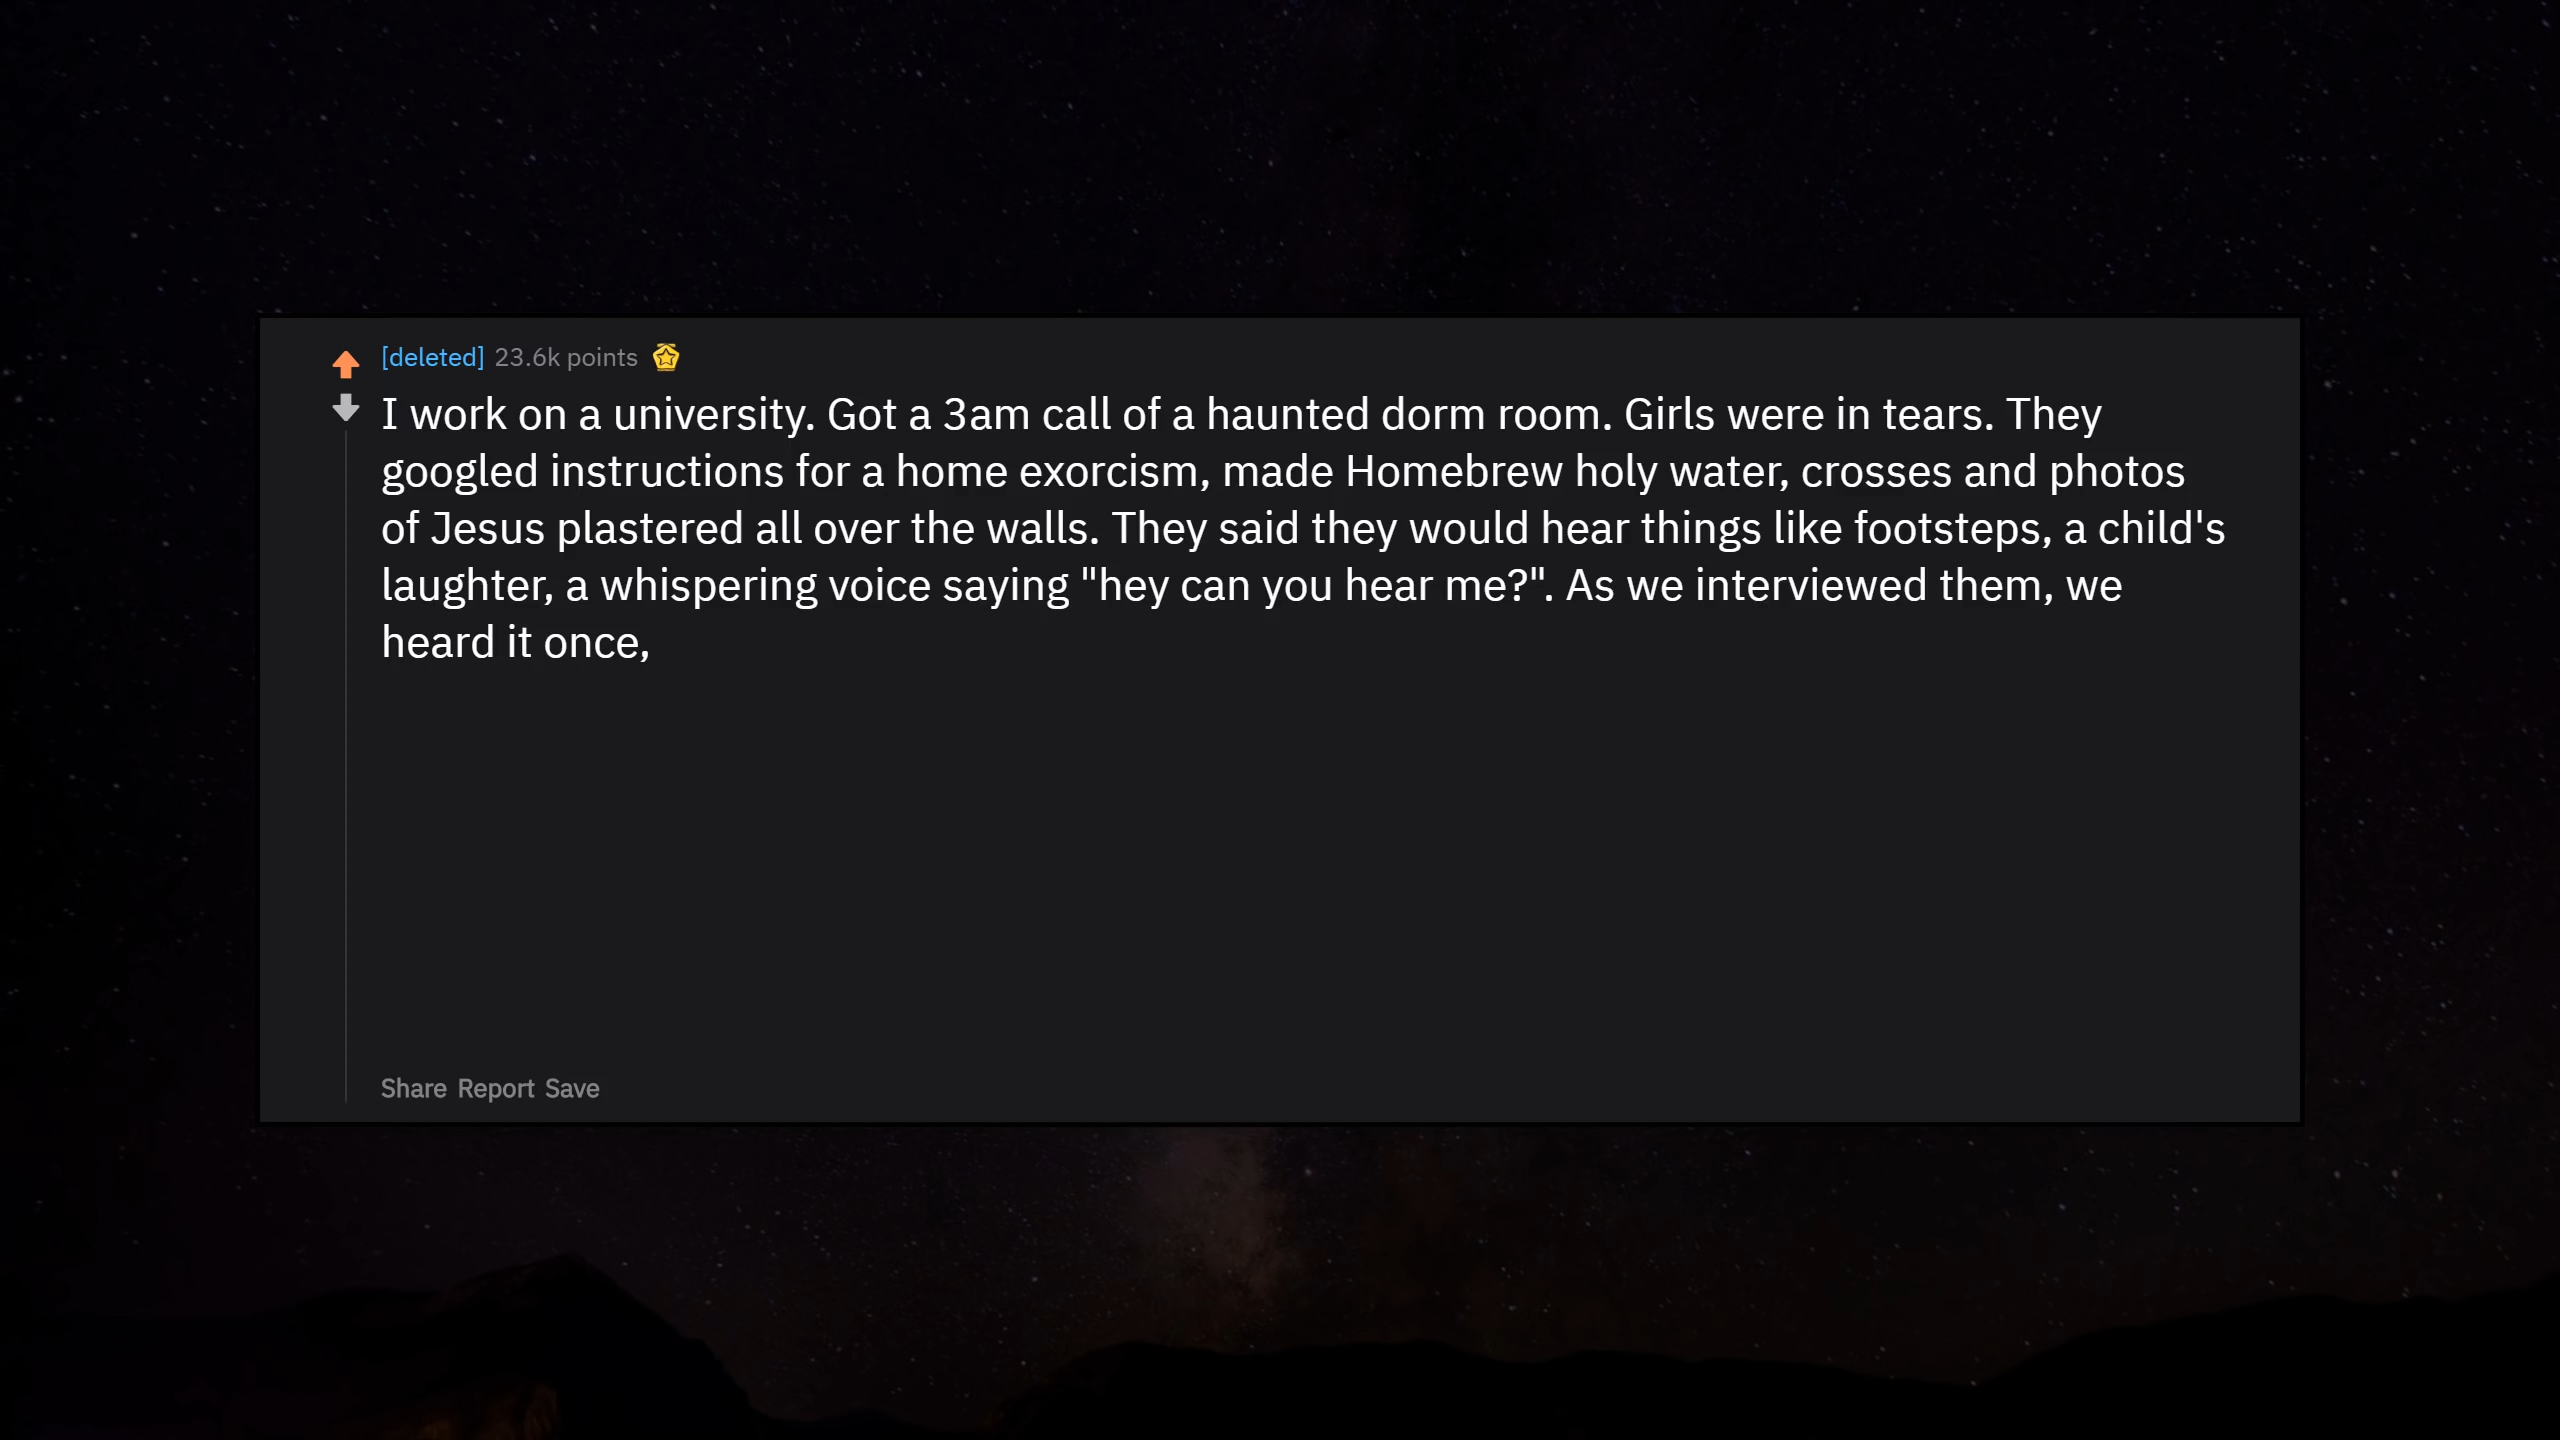 [deleted] 23.6k points
I work on a university. Got a 3am call of a haunted dorm room. Girls were in tears. They
googled instructions for a home exorcism, made Homebrew holy water, crosses and photos
of Jesus plastered all over the walls. They said they would hear things like footsteps, a child's
laughter, a whispering voice saying "hey can you hear me?". As we interviewed them, we
heard it once,
Share Report Save